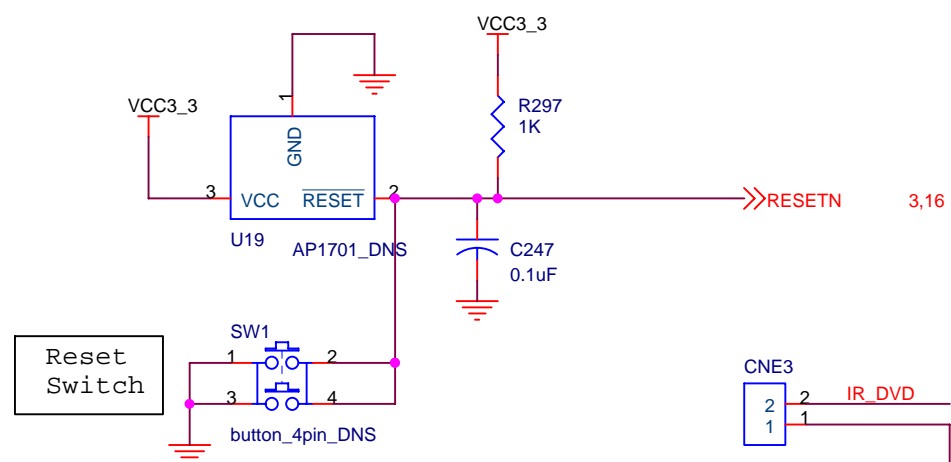 VCC3_3
VCC3_3
1
GND
R297
1K
3
VCC
RESET
2
RESETN
3,16
U19
AP1701_DNS
C247
0.1uF
Reset
Switch
SW1
1
2
3
4
button_4pin_DNS
CNE3
2
2
IR_DVD
1
1